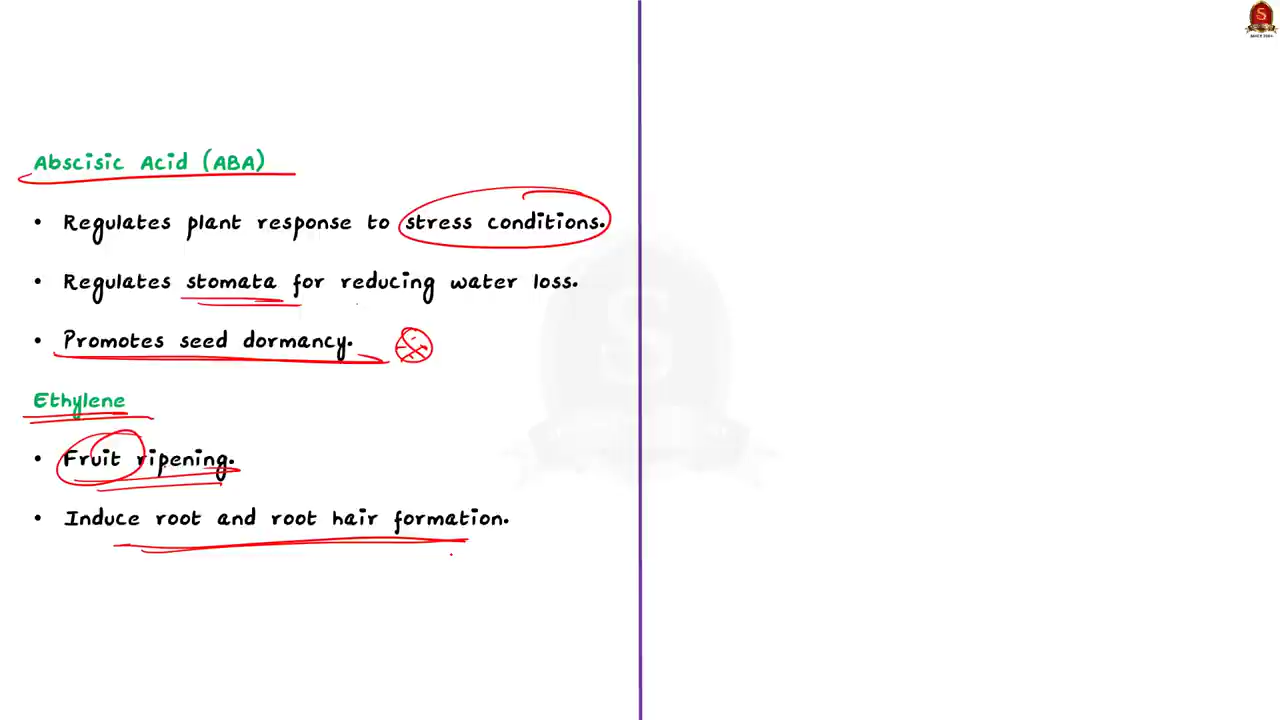 Abscisic Acid (ABA)
• Regulates plant response to stress conditions.
• Regulates stomata for reducing water loss.
• Promotes seed dormancy.
Ethylene
• Fruit ripening.
• Induce root and root hair formation.
S
S